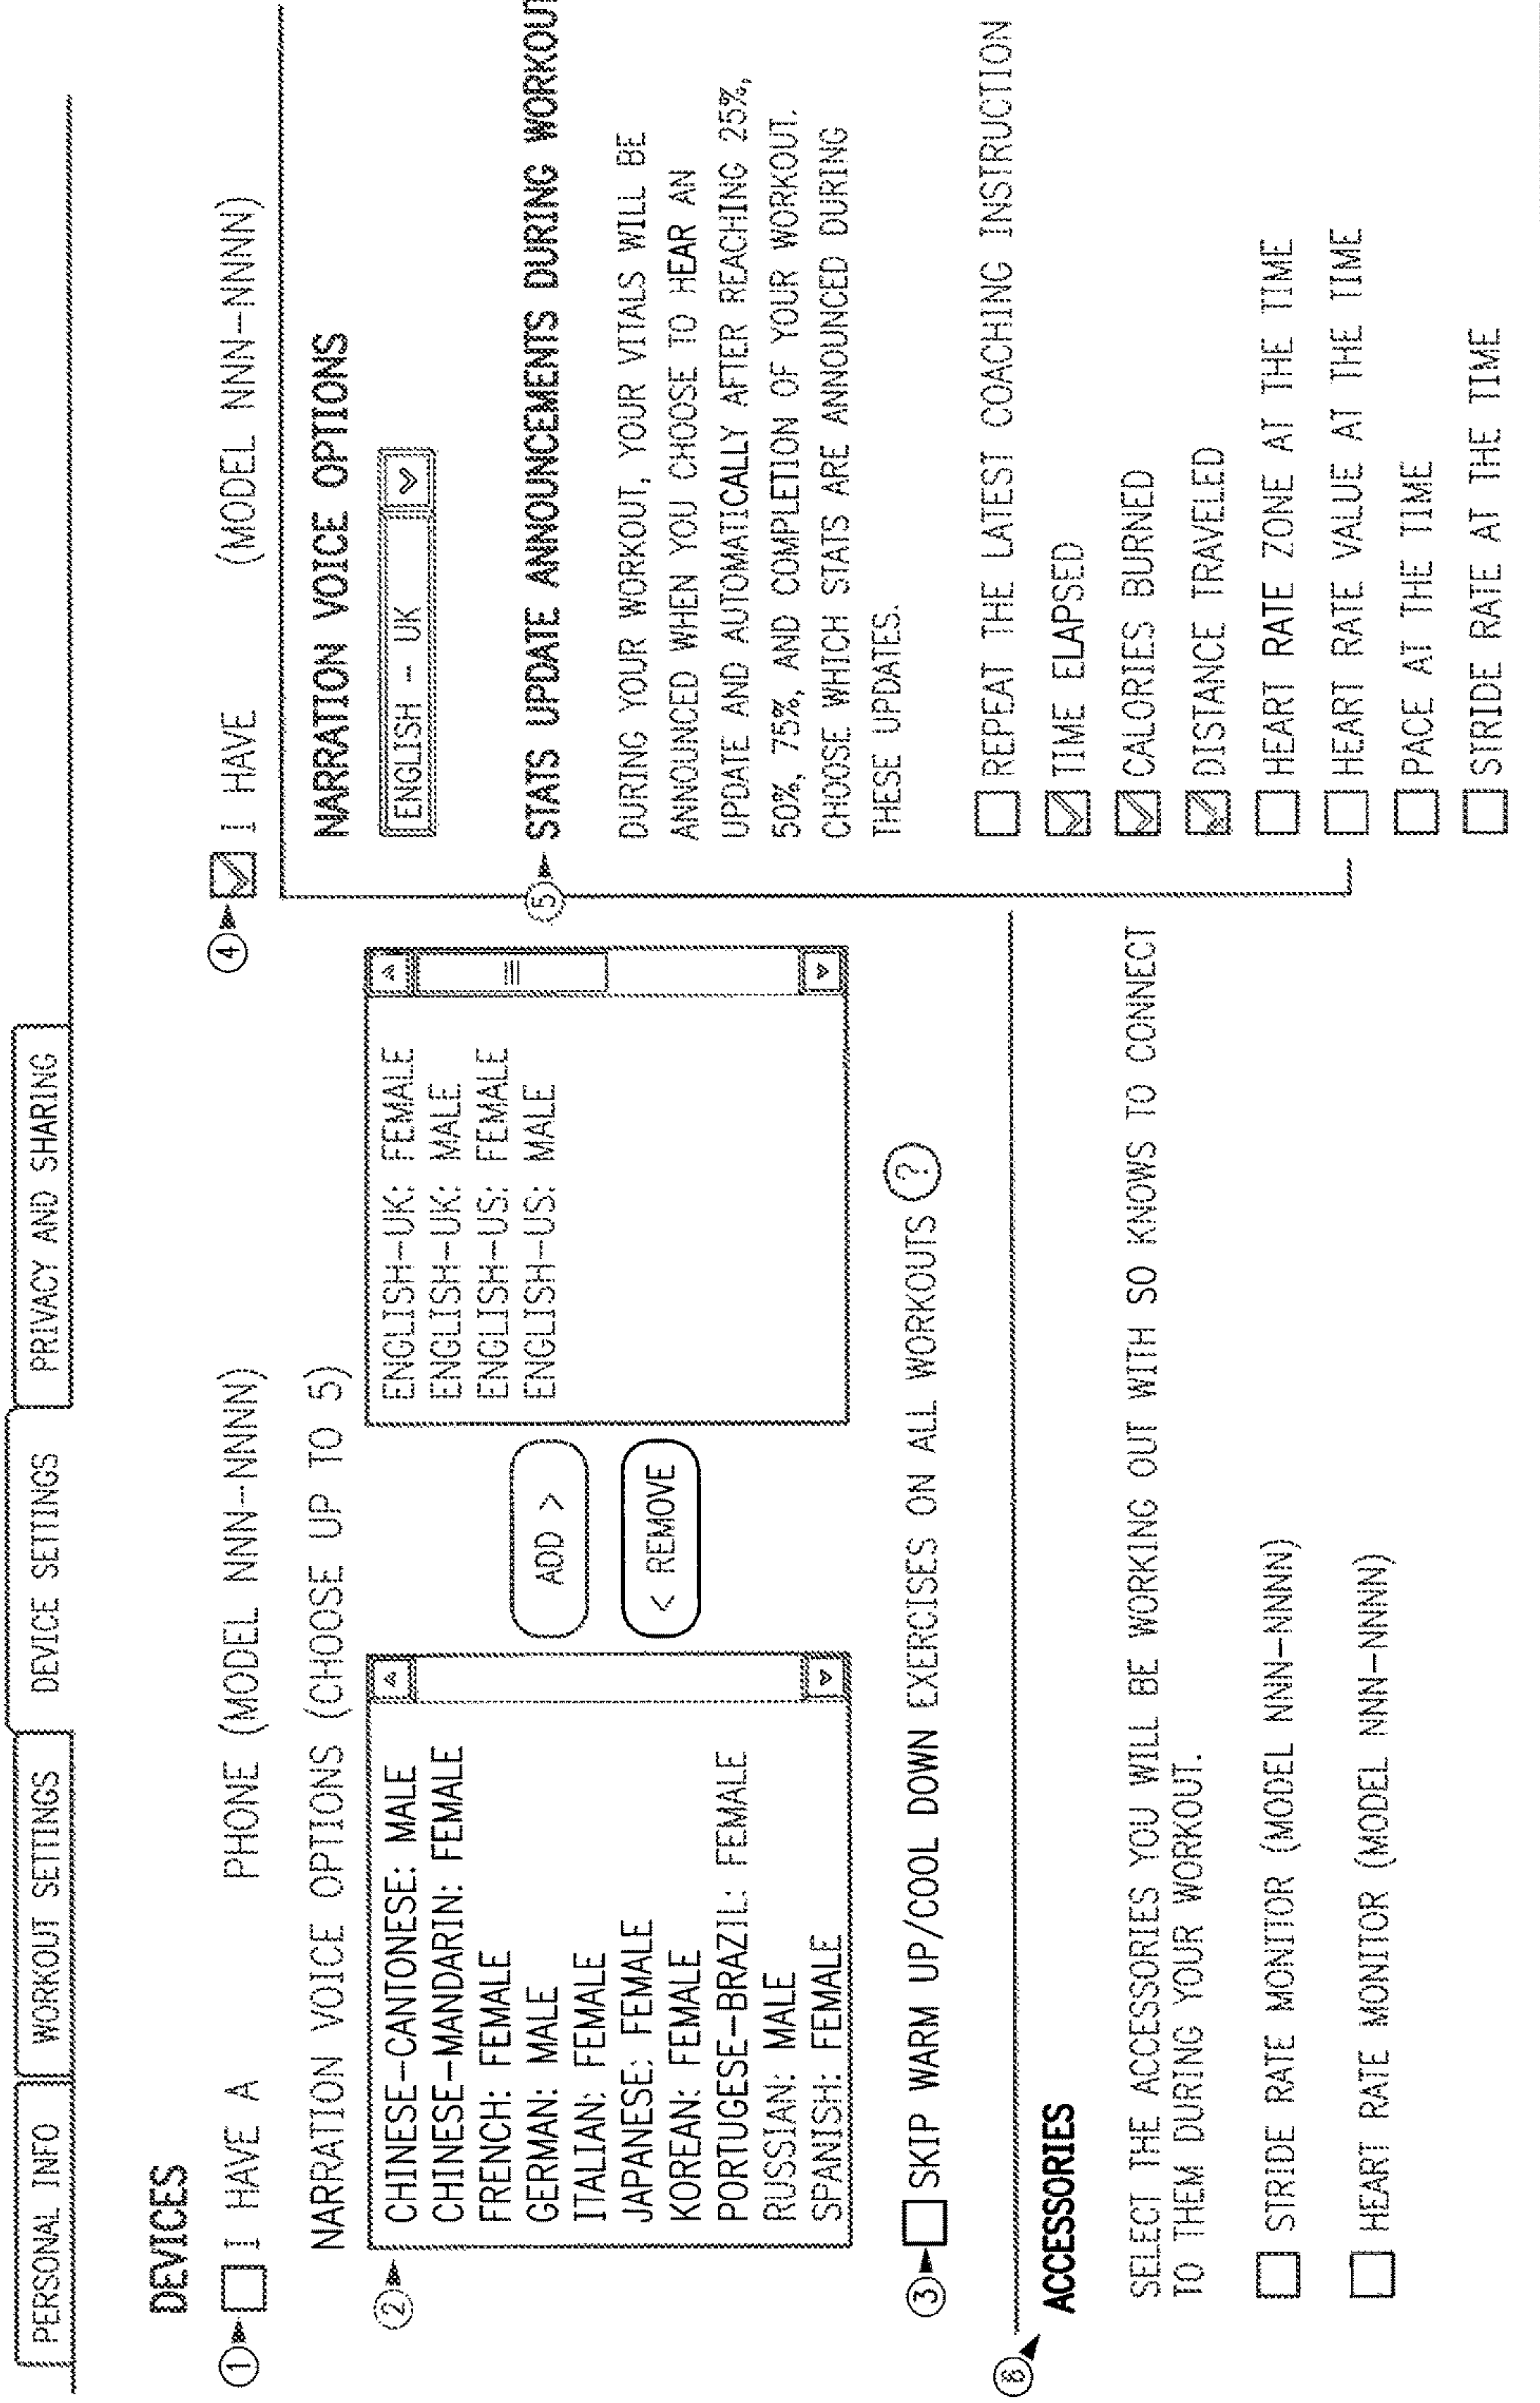 PERSONAL INFO
WORKOUT SETTINGS
DEVICE SETTINGS
PRIVACY AND SHARING
DEVICES
1
I HAVE A PHONE (MODEL NNN-NNNN)
NARRATION VOICE OPTIONS (CHOOSE UP TO 5)
2
CHINESE-CANTONESE: MALE
CHINESE-MANDARIN: FEMALE
FRENCH: FEMALE
GERMAN: MALE
ITALIAN: FEMALE
JAPANESE: FEMALE
KOREAN: FEMALE
PORTUGESE-BRAZIL: FEMALE
RUSSIAN: MALE
SPANISH: FEMALE
ADD >
< REMOVE
ENGLISH-UK: FEMALE
ENGLISH-UK: MALE
ENGLISH-US: FEMALE
ENGLISH-US: MALE
3
SKIP WARM UP/COOL DOWN EXERCISES ON ALL WORKOUTS ?
4
I HAVE (MODEL NNN-NNNN)
NARRATION VOICE OPTIONS
ENGLISH - UK
5
STATS UPDATE ANNOUNCEMENTS DURING WORKOUT
DURING YOUR WORKOUT, YOUR VITALS WILL BE
ANNOUNCED WHEN YOU CHOOSE TO HEAR AN
UPDATE AND AUTOMATICALLY AFTER REACHING 25%,
50%, 75%, AND COMPLETION OF YOUR WORKOUT.
CHOOSE WHICH STATS ARE ANNOUNCED DURING
THESE UPDATES.
REPEAT THE LATEST COACHING INSTRUCTION
TIME ELAPSED
CALORIES BURNED
DISTANCE TRAVELED
HEART RATE ZONE AT THE TIME
HEART RATE VALUE AT THE TIME
PACE AT THE TIME
STRIDE RATE AT THE TIME
6
ACCESSORIES
SELECT THE ACCESSORIES YOU WILL BE WORKING OUT WITH SO KNOWS TO CONNECT
TO THEM DURING YOUR WORKOUT.
STRIDE RATE MONITOR (MODEL NNN-NNNN)
HEART RATE MONITOR (MODEL NNN-NNNN)